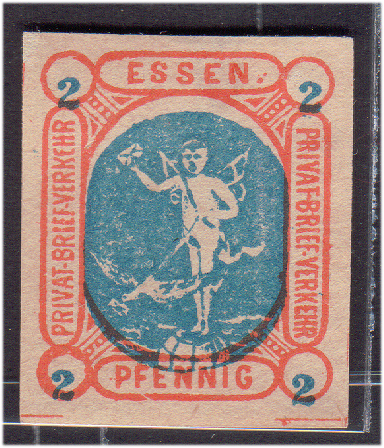 2 ESSEN. 2
PRIVAT-BRIEF-VERKEHR
PRIVAT-BRIEF-VERKEHR
2 PFENNIG 2